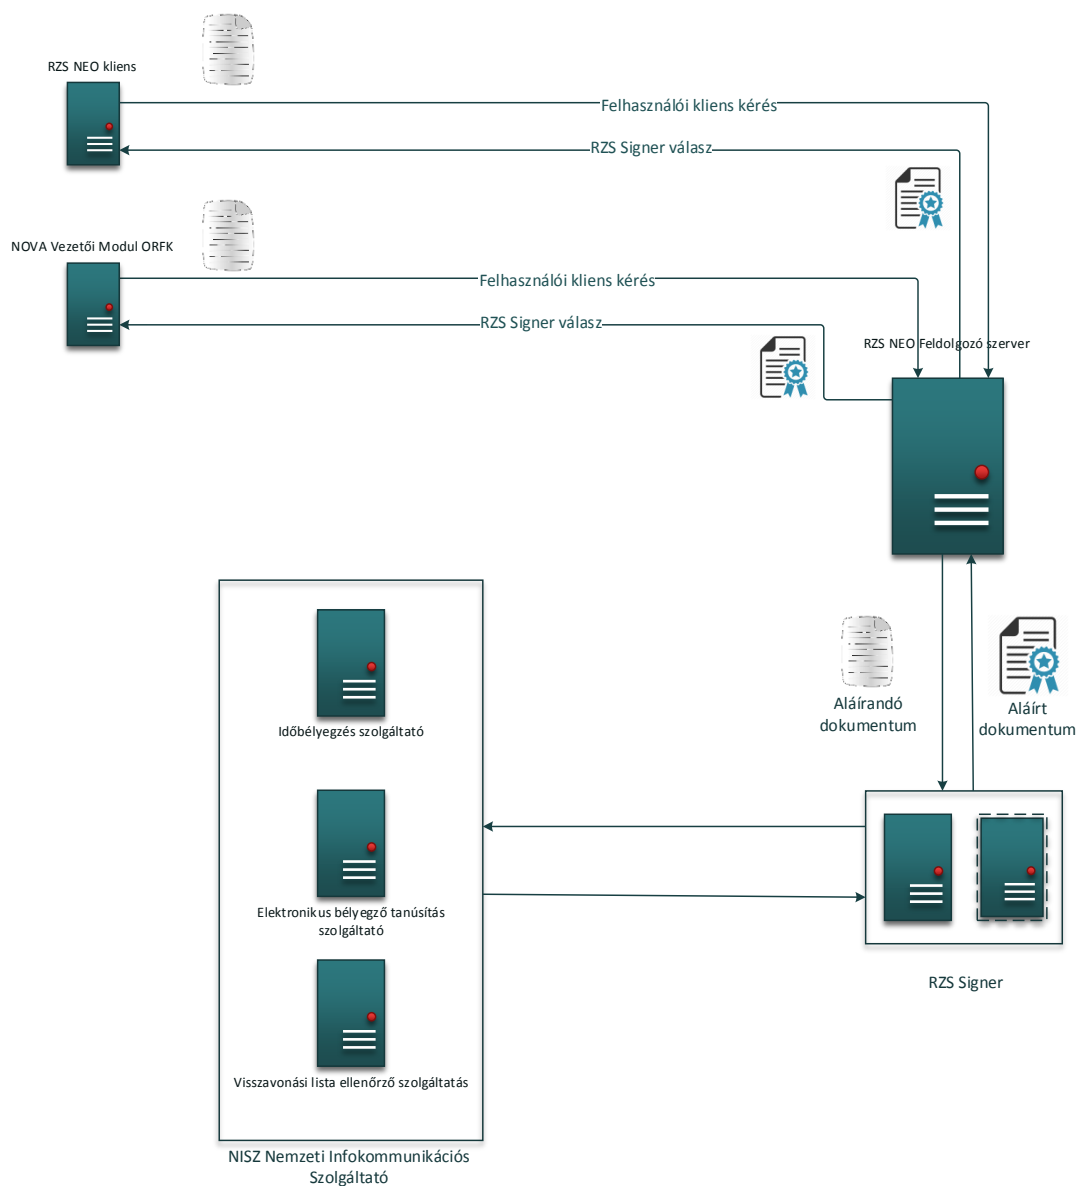 RZS NEO kliens
Felhasználói kliens kérés
RZS Signer válasz
NOVA Vezetői Modul ORFK
Felhasználói kliens kérés
RZS Signer válasz
RZS NEO Feldolgozó szerver
Aláírandó
dokumentum
Aláírt
dokumentum
Időbélyegzés szolgáltató
Elektronikus bélyegző tanúsítás
szolgáltató
RZS Signer
Visszavonási lista ellenőrző szolgáltatás
NISZ Nemzeti Infokommunikációs
Szolgáltató